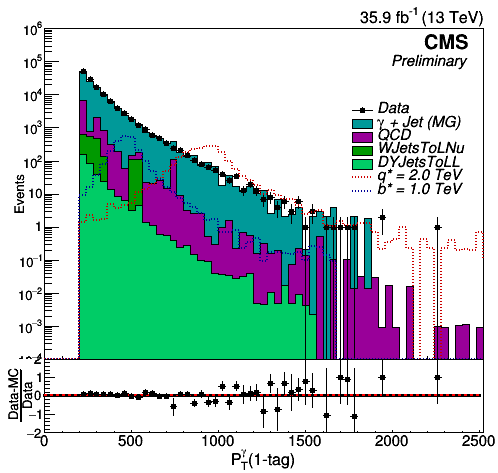 35.9 fb⁻¹ (13 TeV)
CMS
Preliminary
Data
γ + Jet (MG)
QCD
WJetsToLNu
DYJetsToLL
q* = 2.0 TeV
b* = 1.0 TeV
Events
10⁶
10⁵
10⁴
10³
10²
10
1
10⁻¹
10⁻²
10⁻³
10⁻⁴
Data-MC
Data
2
1
0
−1
−2
0 500 1000 1500 2000 2500
P_T^γ(1-tag)